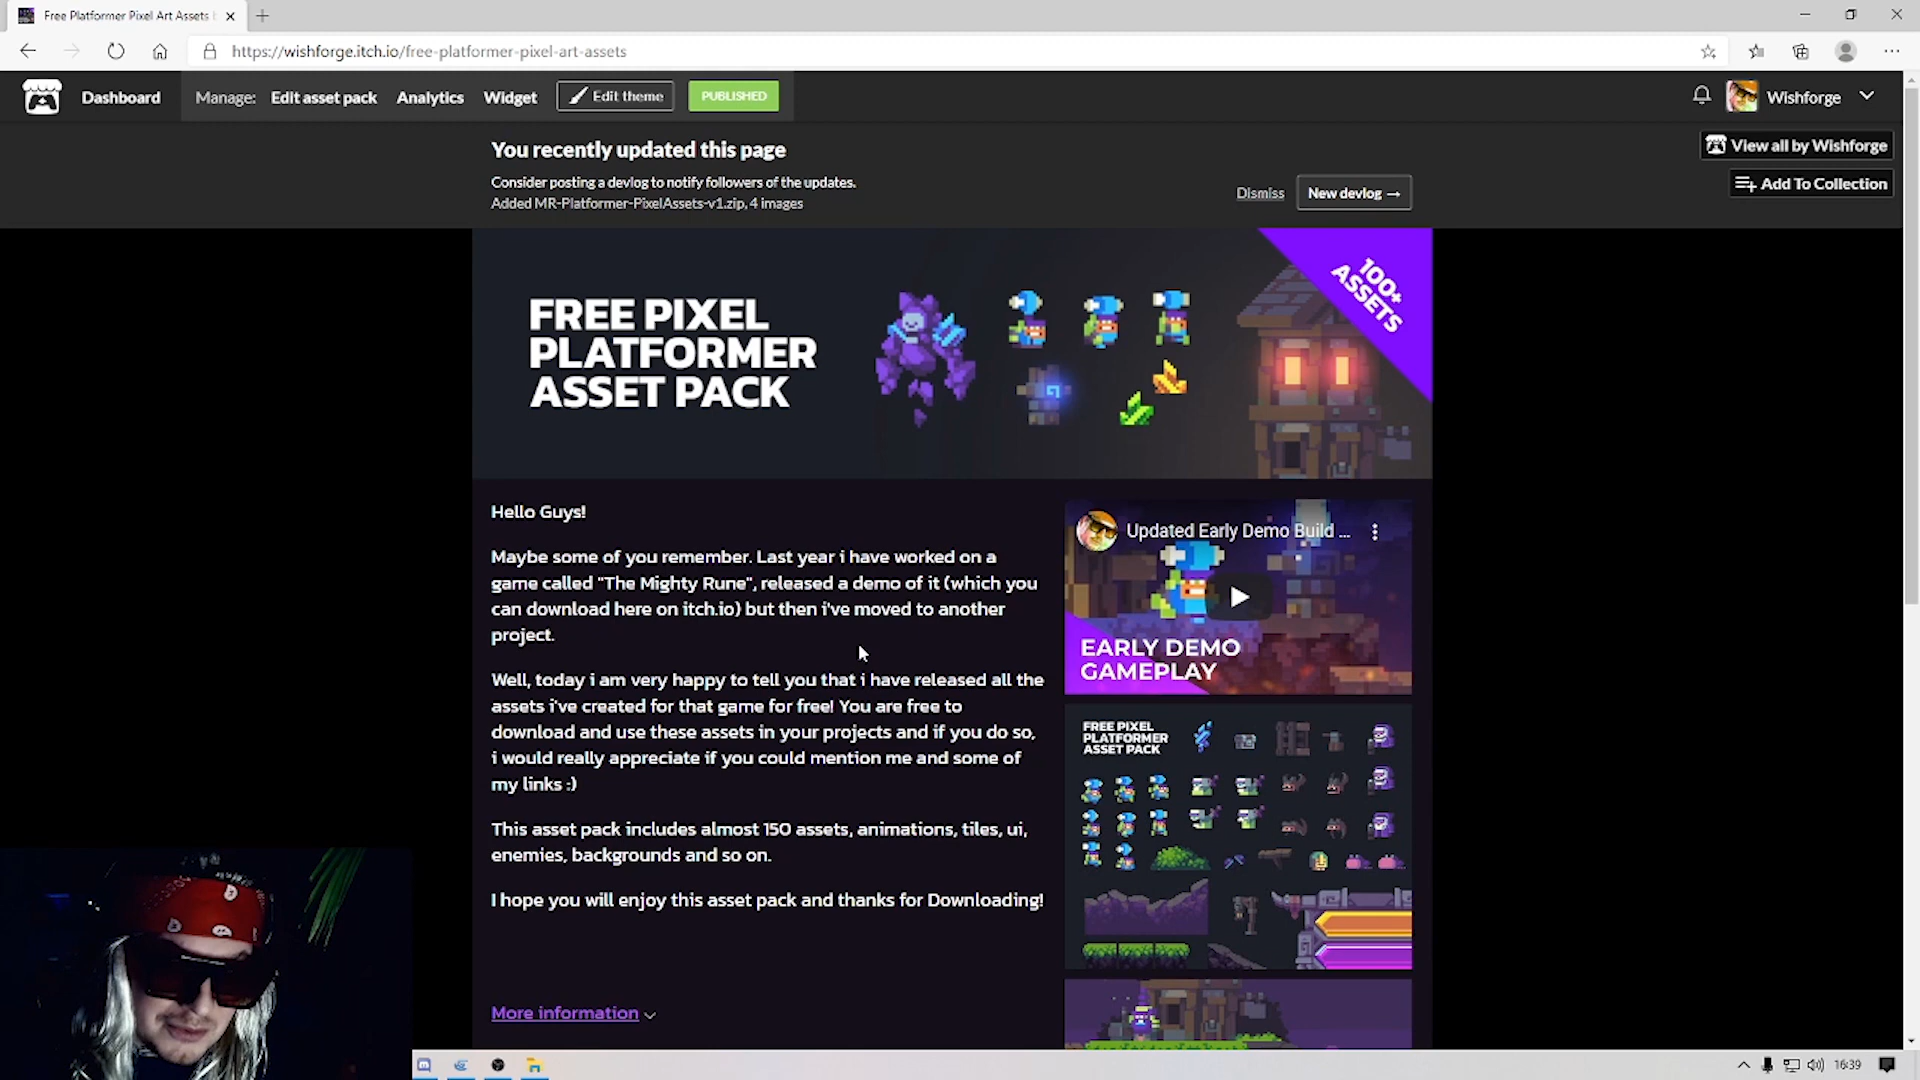 Free Platformer Pixel Art Assets
https://wishforge.itch.io/free-platformer-pixel-art-assets
Dashboard
Manage: Edit asset pack Analytics Widget Edit theme PUBLISHED
Wishforge
You recently updated this page
Consider posting a devlog to notify followers of the updates.
Added MR-Platformer-PixelAssets-v1.zip, 4 images
Dismiss New devlog →
View all by Wishforge
Add To Collection
FREE PIXEL
PLATFORMER
ASSET PACK
100+
ASSETS
Hello Guys!
Maybe some of you remember. Last year i have worked on a
game called "The Mighty Rune", released a demo of it (which you
can download here on itch.io) but then i've moved to another
project.
Well, today i am very happy to tell you that i have released all the
assets i've created for that game for free! You are free to
download and use these assets in your projects and if you do so,
i would really appreciate if you could mention me and some of
my links :)
This asset pack includes almost 150 assets, animations, tiles, ui,
enemies, backgrounds and so on.
I hope you will enjoy this asset pack and thanks for Downloading!
More information
Updated Early Demo Build ...
EARLY DEMO
GAMEPLAY
FREE PIXEL
PLATFORMER
ASSET PACK
16:39